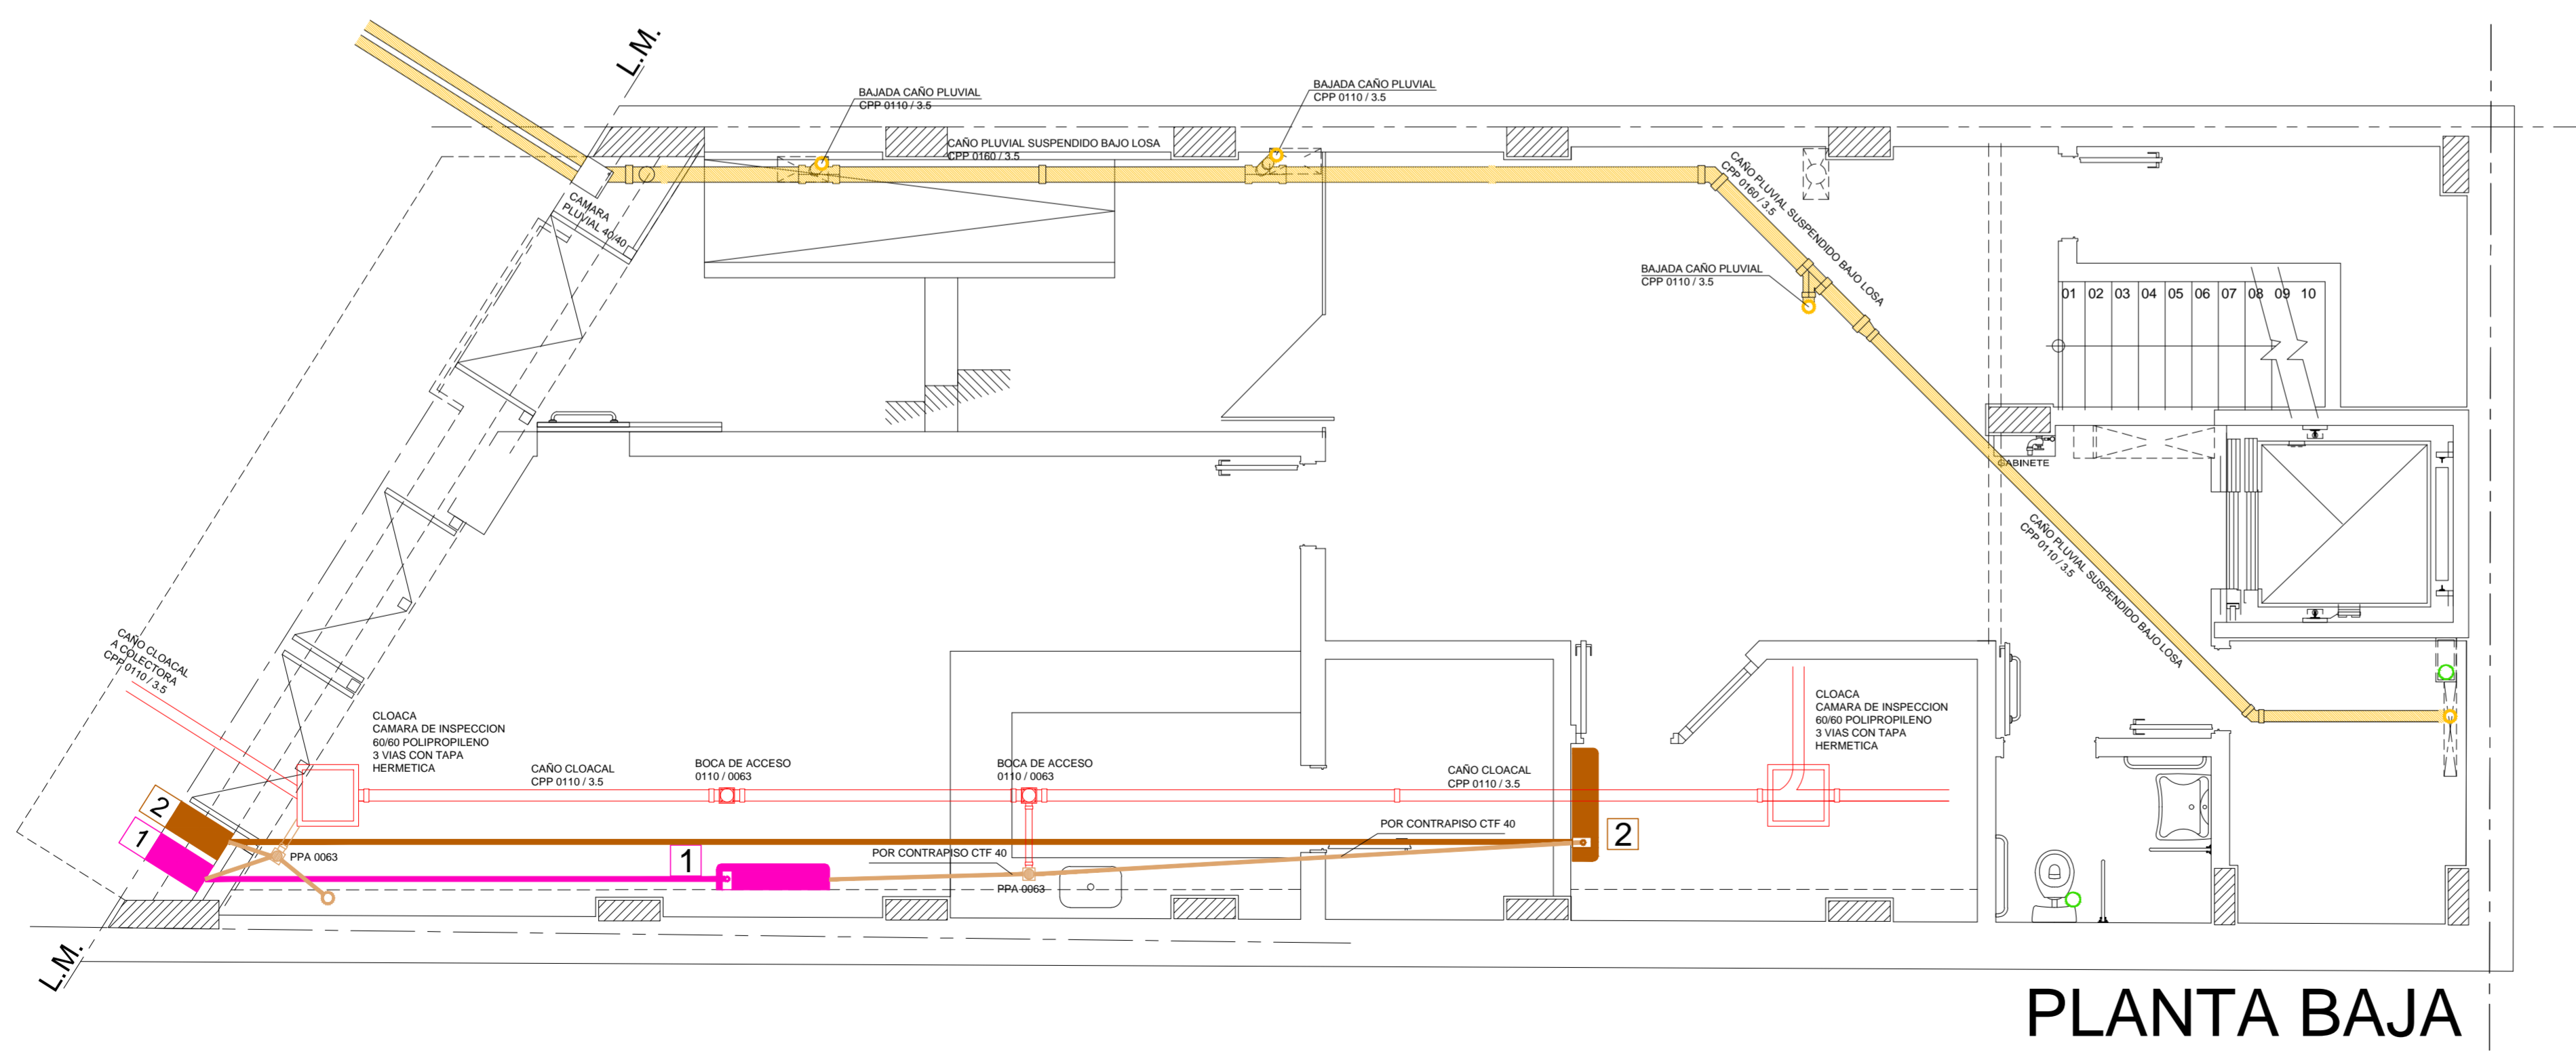 L.M.
BAJADA CAÑO PLUVIAL
CPP 0110 / 3.5
BAJADA CAÑO PLUVIAL
CPP 0110 / 3.5
CAÑO PLUVIAL SUSPENDIDO BAJO LOSA
CPP 0160 / 3.5
CAMARA
PLUVIAL 40/40
CAÑO PLUVIAL SUSPENDIDO BAJO LOSA
CPP 0160 / 3.5
BAJADA CAÑO PLUVIAL
CPP 0110 / 3.5
01 02 03 04 05 06 07 08 09 10
GABINETE
CAÑO PLUVIAL SUSPENDIDO BAJO LOSA
CPP 0110 / 3.5
CAÑO CLOACAL
A COLECTORA
CPP 0110 / 3.5
CLOACA
CAMARA DE INSPECCION
60/60 POLIPROPILENO
3 VIAS CON TAPA
HERMETICA
CAÑO CLOACAL
CPP 0110 / 3.5
BOCA DE ACCESO
0110 / 0063
BOCA DE ACCESO
0110 / 0063
CAÑO CLOACAL
CPP 0110 / 3.5
CLOACA
CAMARA DE INSPECCION
60/60 POLIPROPILENO
3 VIAS CON TAPA
HERMETICA
2
1
PPA 0063
1
POR CONTRAPISO CTF 40
POR CONTRAPISO CTF 40
2
PPA 0063
L.M.
PLANTA BAJA